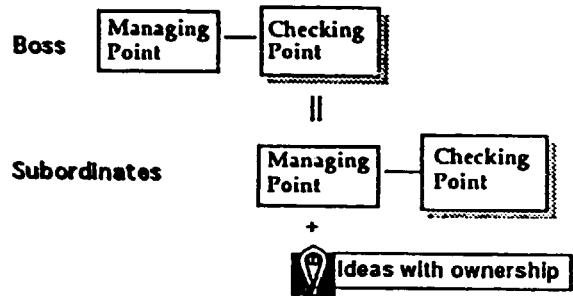 Boss
Managing
Point
Checking
Point
||
Subordinates
Managing
Point
Checking
Point
+
Ideas with ownership